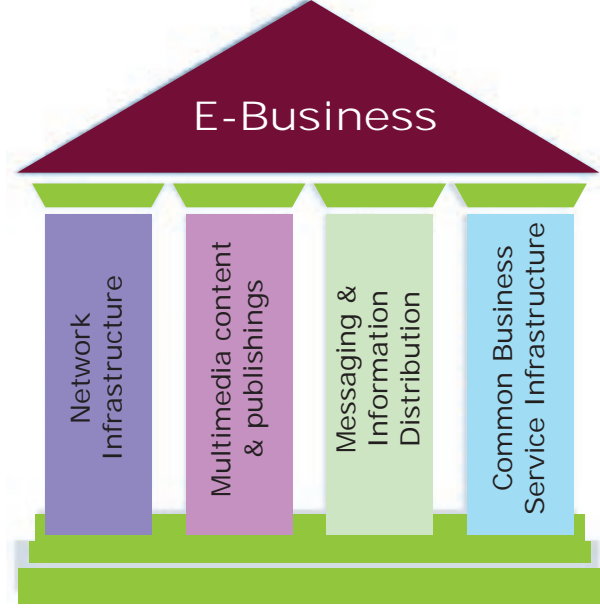 E-Business
Network
Infrastructure
Multimedia content
& publishings
Messaging &
Information
Distribution
Common Business
Service Infrastructure